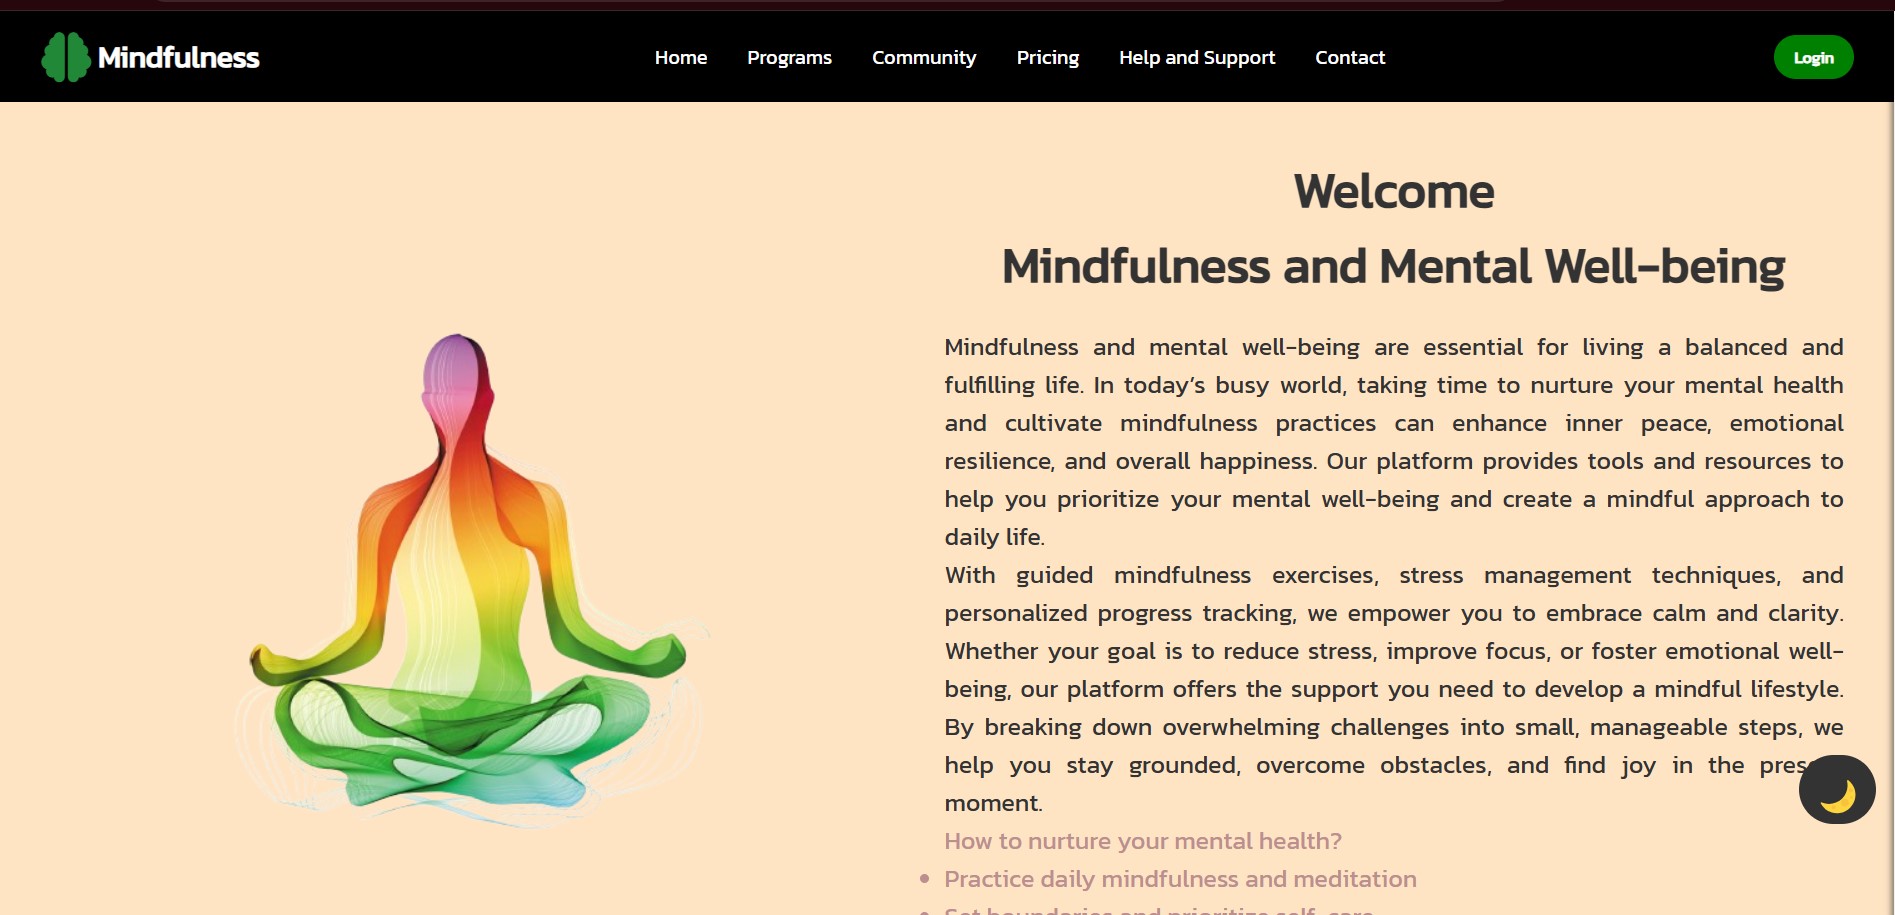 Mindfulness
Home
Programs
Community
Pricing
Help and Support
Contact
Login
Welcome
Mindfulness and Mental Well-being
Mindfulness and mental well-being are essential for living a balanced and
fulfilling life. In today's busy world, taking time to nurture your mental health
and cultivate mindfulness practices can enhance inner peace, emotional
resilience, and overall happiness. Our platform provides tools and resources to
help you prioritize your mental well-being and create a mindful approach to
daily life.
With guided mindfulness exercises, stress management techniques, and
personalized progress tracking, we empower you to embrace calm and clarity.
Whether your goal is to reduce stress, improve focus, or foster emotional well-
being, our platform offers the support you need to develop a mindful lifestyle.
By breaking down overwhelming challenges into small, manageable steps, we
help you stay grounded, overcome obstacles, and find joy in the
moment.
How to nurture your mental health?
Practice daily mindfulness and meditation
Set boundaries and prioritize self-care